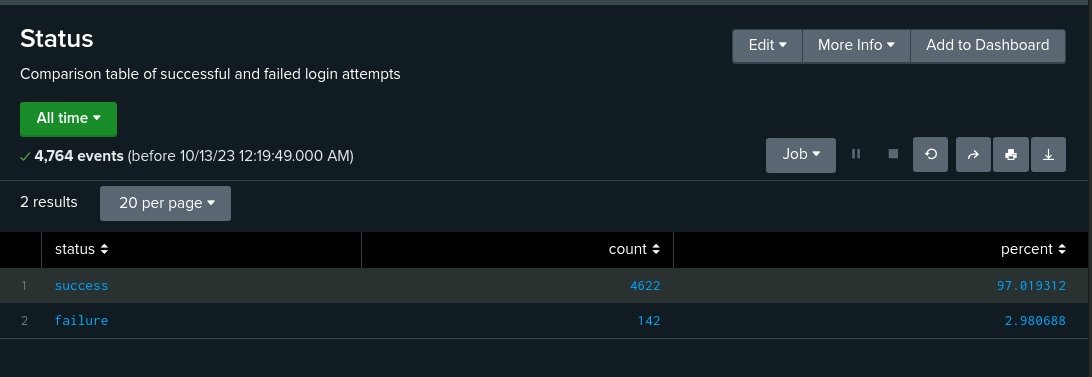 Status
Edit More Info Add to Dashboard
Comparison table of successful and failed login attempts
All time
4,764 events (before 10/13/23 12:19:49.000 AM)
Job
2 results 20 per page
status count percent
1 success 4622 97.019312
2 failure 142 2.980688